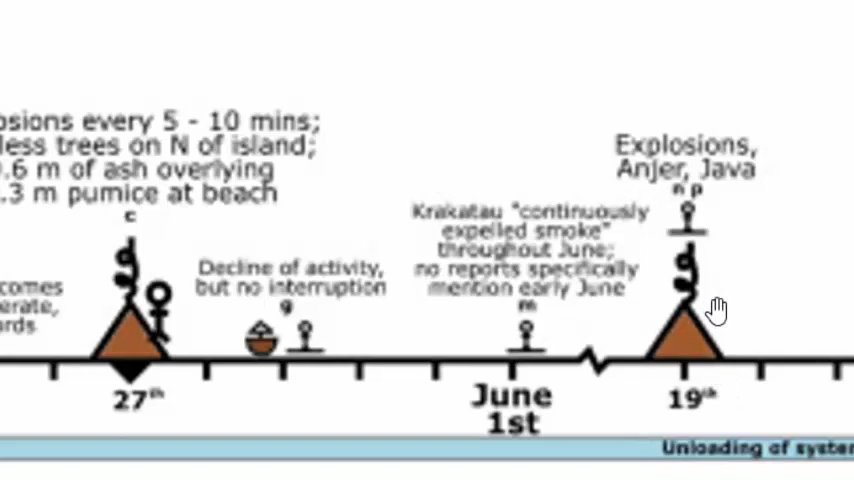 osions every 5 - 10 mins;
less trees on N of island;
.6 m of ash overlying
.3 m pumice at beach
c
comes
erate,
rds
Decline of activity,
but no interruption
g
Krakatau "continuously
expelled smoke"
throughout June;
no reports specifically
mention early June
m
Explosions,
Anjer, Java
n p
27th
June
1st
19th
Unloading of system